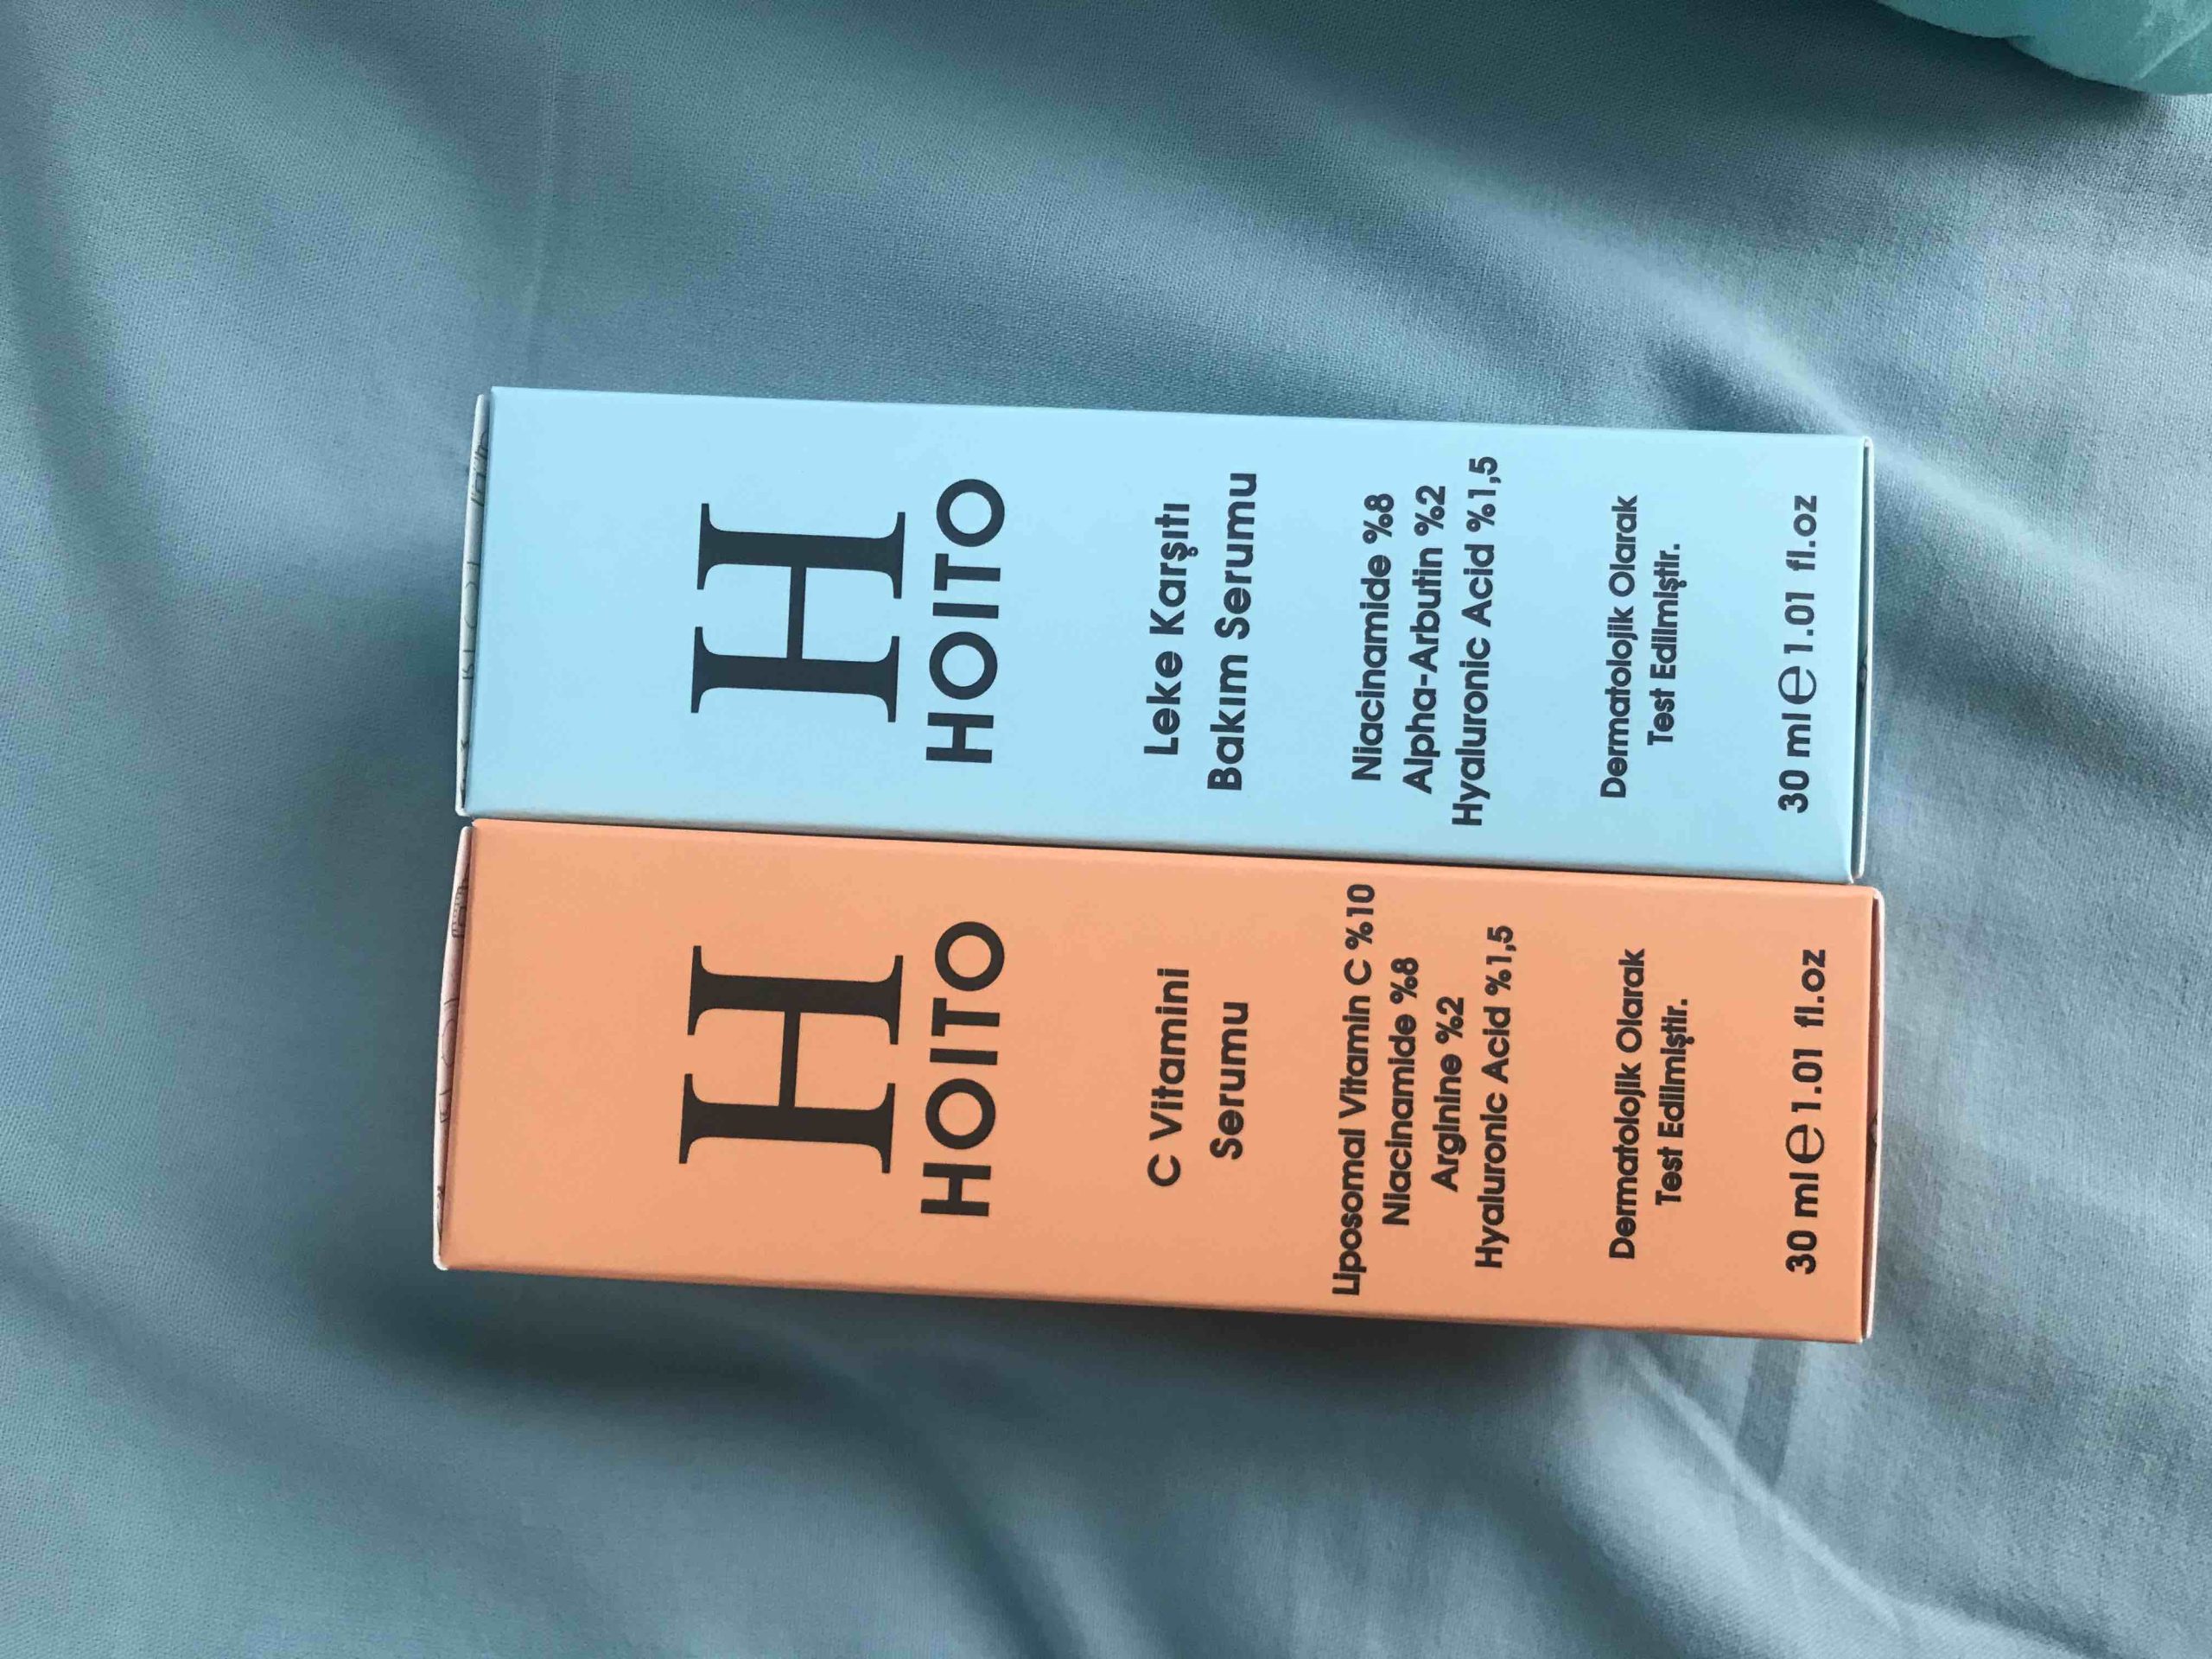 H
HOITO
Leke Karşıtı
Bakım Serumu
Niacinamide %8
Alpha-Arbutin %2
Hyaluronic Acid %1,5
Dermatolojik Olarak
Test Edilmiştir.
30 ml e 1.01 fl.oz
H
HOITO
C Vitamini
Serumu
Liposomal Vitamin C %10
Niacinamide %8
Arginine %2
Hyaluronic Acid %1,5
Dermatolojik Olarak
Test Edilmiştir.
30 ml e 1.01 fl.oz